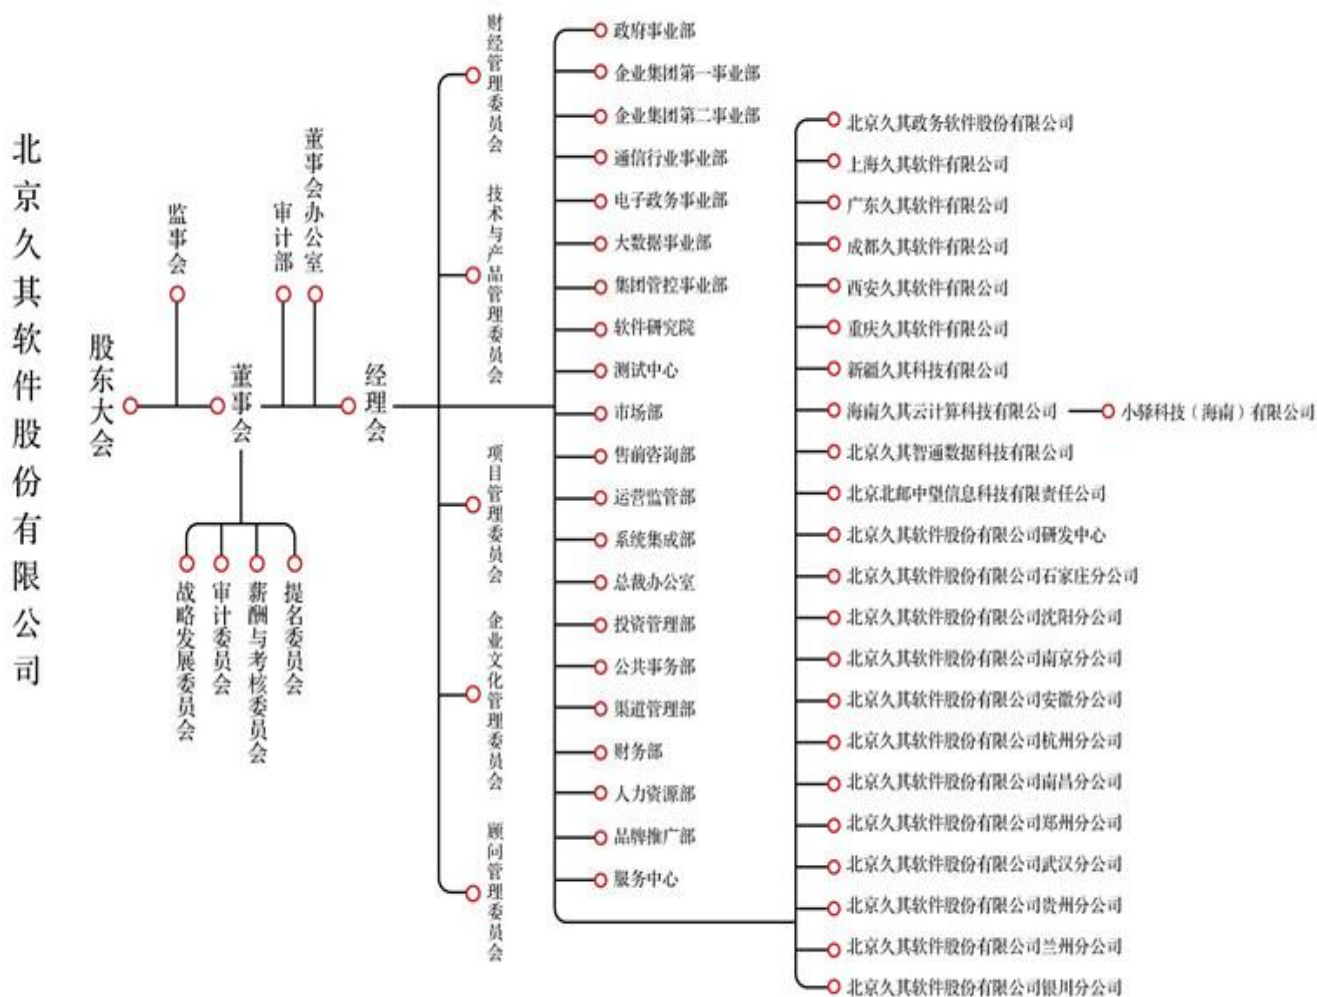 北京久其软件股份有限公司
股东大会
监事会
董事会
审计部
董事会办公室
经理会
战略发展委员会
审计委员会
薪酬与考核委员会
提名委员会
财经管理委员会
技术与产品管理委员会
项目管理委员会
企业文化管理委员会
顾问管理委员会
政府事业部
企业集团第一事业部
企业集团第二事业部
通信行业事业部
电子政务事业部
大数据事业部
集团管控事业部
软件研究院
测试中心
市场部
售前咨询部
运营监管部
系统集成部
总裁办公室
投资管理部
公共事务部
渠道管理部
财务部
人力资源部
品牌推广部
服务中心
北京久其政务软件股份有限公司
上海久其软件有限公司
广东久其软件有限公司
成都久其软件有限公司
西安久其软件有限公司
重庆久其软件有限公司
新疆久其科技有限公司
海南久其云计算科技有限公司
小驿科技（海南）有限公司
北京久其智通数据科技有限公司
北京北邮中望信息科技有限责任公司
北京久其软件股份有限公司研发中心
北京久其软件股份有限公司石家庄分公司
北京久其软件股份有限公司沈阳分公司
北京久其软件股份有限公司南京分公司
北京久其软件股份有限公司安徽分公司
北京久其软件股份有限公司杭州分公司
北京久其软件股份有限公司南昌分公司
北京久其软件股份有限公司郑州分公司
北京久其软件股份有限公司武汉分公司
北京久其软件股份有限公司贵州分公司
北京久其软件股份有限公司兰州分公司
北京久其软件股份有限公司银川分公司